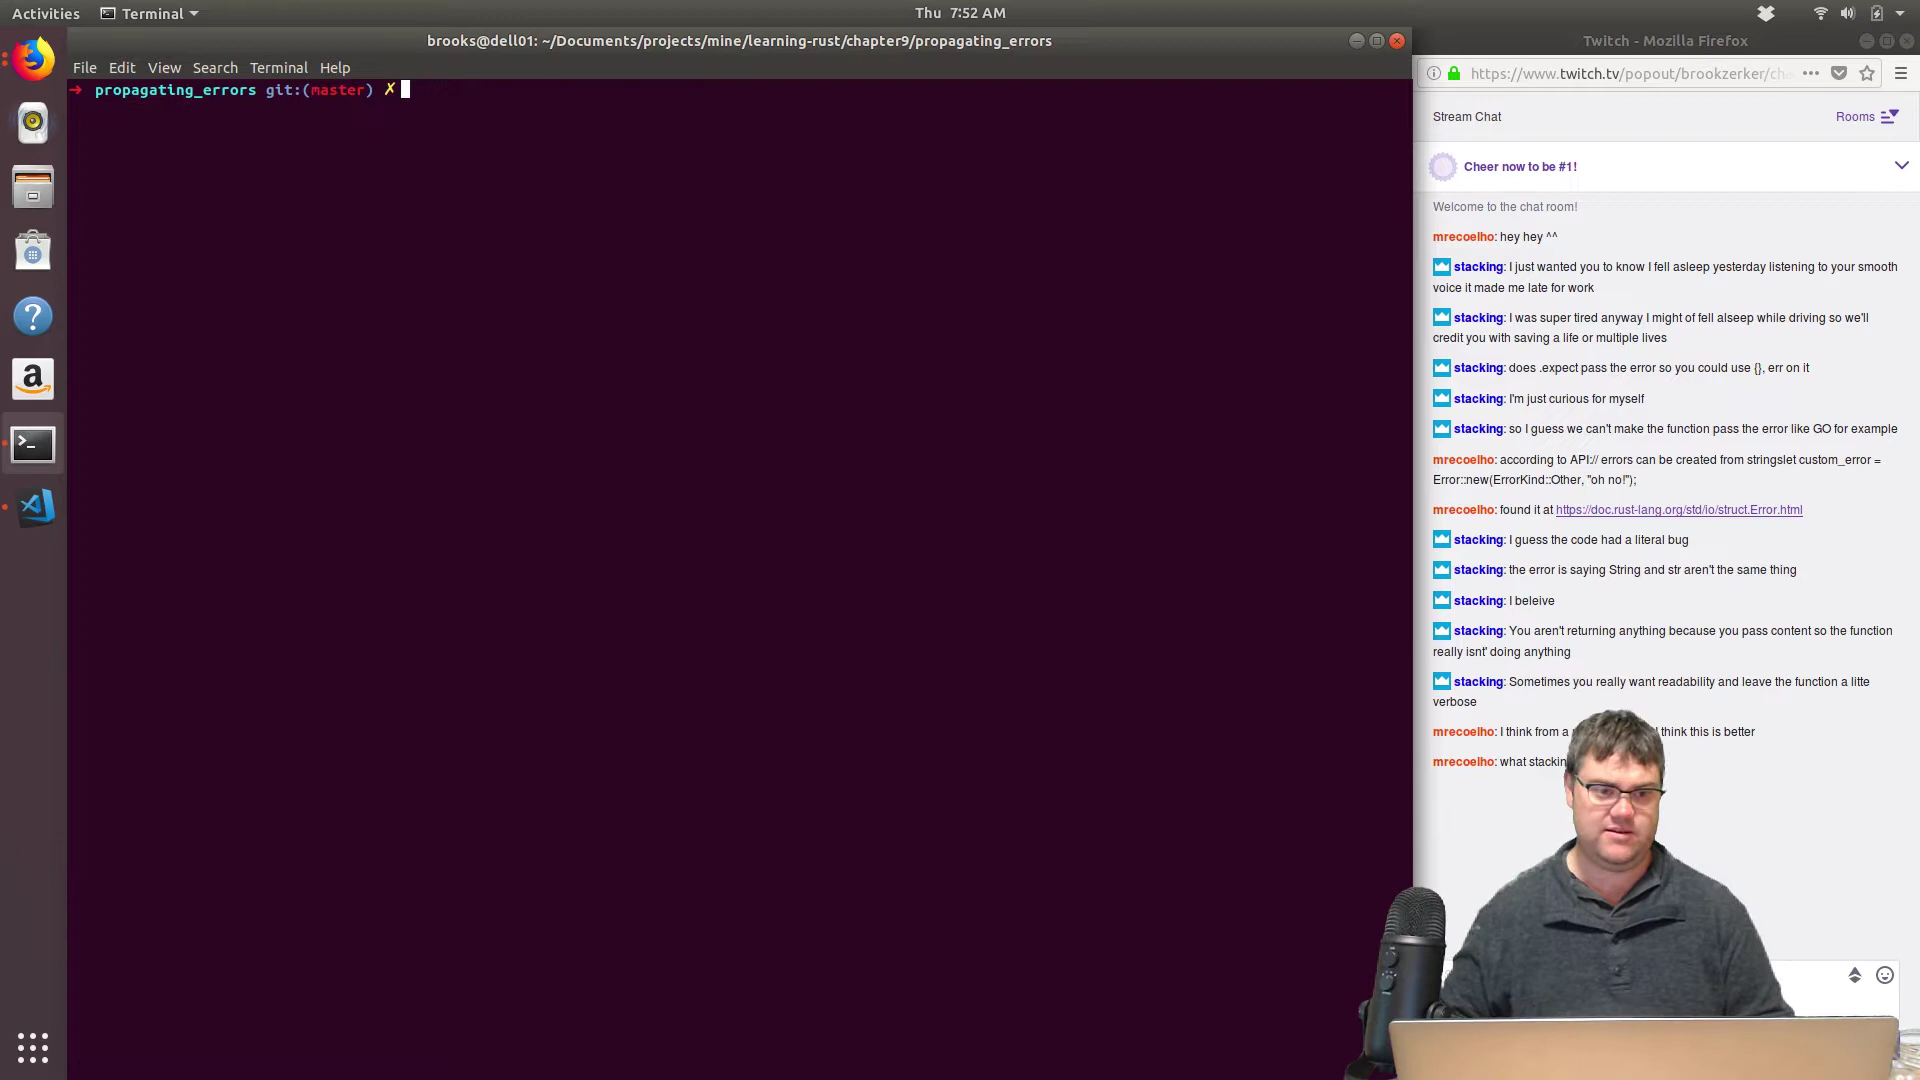 Activities
Terminal
Thu 7:52 AM
brooks@dell01: ~/Documents/projects/mine/learning-rust/chapter9/propagating_errors
File Edit View Search Terminal Help
➜ propagating_errors git:(master) ✗
Twitch - Mozilla Firefox
https://www.twitch.tv/popout/brookzerker/cha
Stream Chat
Rooms
Cheer now to be #1!
Welcome to the chat room!
mrecoelho: hey hey ^^
stacking: I just wanted you to know I fell asleep yesterday listening to your smooth
voice it made me late for work
stacking: I was super tired anyway I might of fell alseep while driving so we'll
credit you with saving a life or multiple lives
stacking: does .expect pass the error so you could use {}, err on it
stacking: I'm just curious for myself
stacking: so I guess we can't make the function pass the error like GO for example
mrecoelho: according to API:// errors can be created from stringslet custom_error =
Error::new(ErrorKind::Other, "oh no!");
mrecoelho: found it at https://doc.rust-lang.org/std/io/struct.Error.html
stacking: I guess the code had a literal bug
stacking: the error is saying String and str aren't the same thing
stacking: I beleive
stacking: You aren't returning anything because you pass content so the function
really isnt' doing anything
stacking: Sometimes you really want readability and leave the function a litte
verbose
mrecoelho: I think from a think this is better
mrecoelho: what